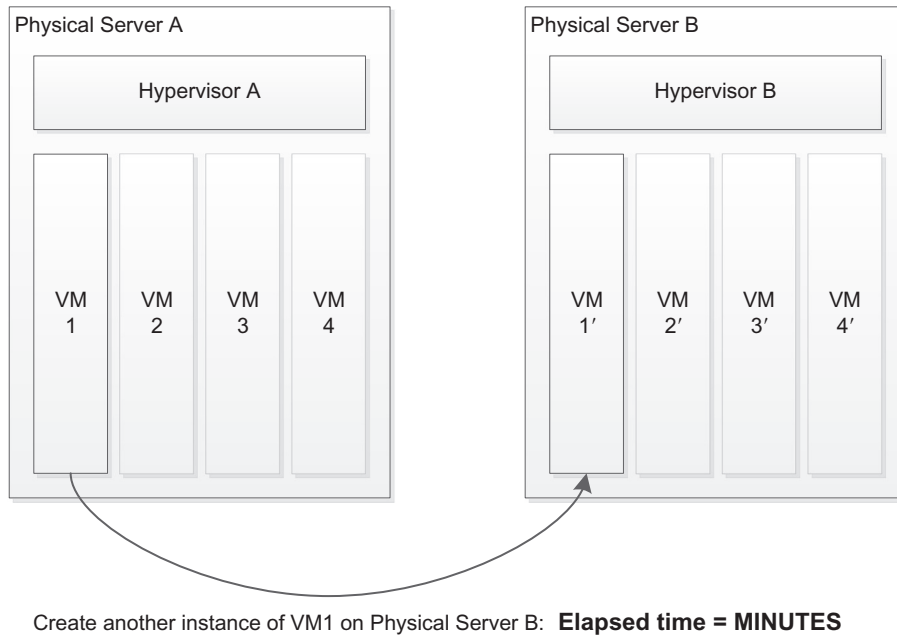 Physical Server A
Hypervisor A
VM
1
VM
2
VM
3
VM
4
Physical Server B
Hypervisor B
VM
1′
VM
2′
VM
3′
VM
4′
Create another instance of VM1 on Physical Server B: Elapsed time = MINUTES